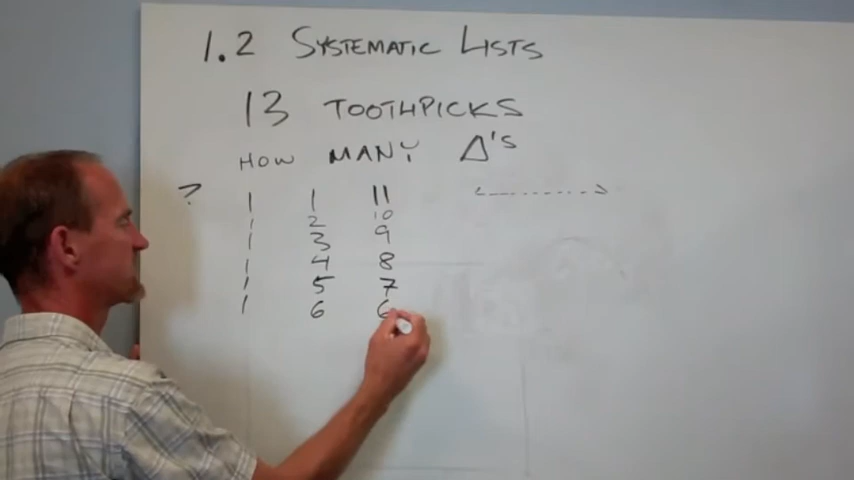 1.2 SYSTEMATIC LISTS
13 TOOTHPICKS
HOW MANY Δ'S
? 1 1 11
1 2 10
1 3 9
1 4 8
1 5 7
1 6 6